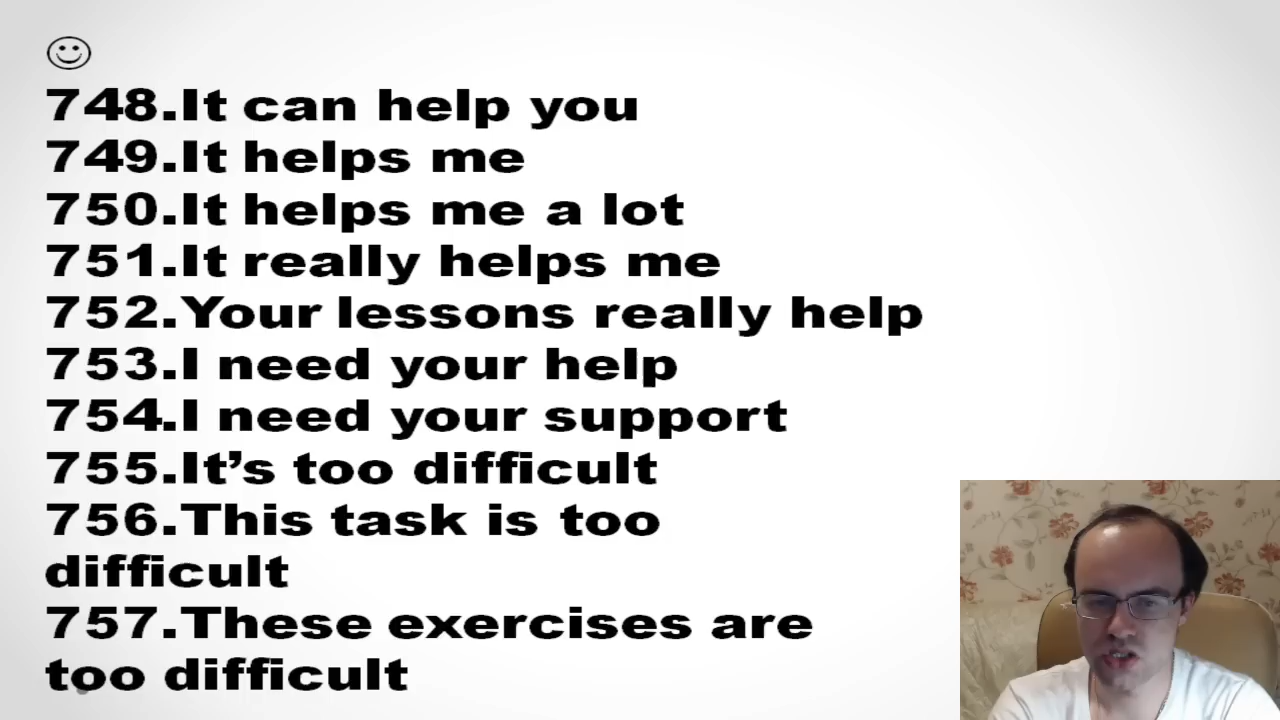 748.It can help you
749.It helps me
750.It helps me a lot
751.It really helps me
752.Your lessons really help
753.I need your help
754.I need your support
755.It’s too difficult
756.This task is too
difficult
757.These exercises are
too difficult